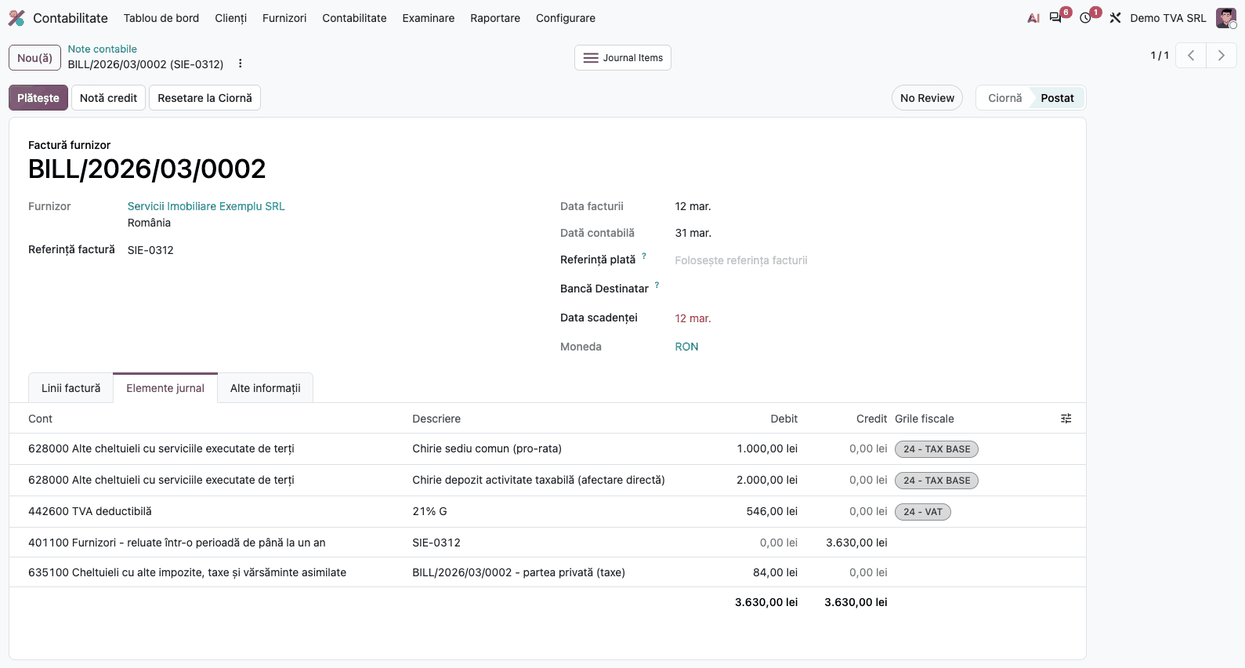 Contabilitate Tablou de bord Clienți Furnizori Contabilitate Examinare Raportare Configurare AI 6 1 Demo TVA SRL
Nou(ă) Note contabile
BILL/2026/03/0002 (SIE-0312)
Journal Items
1 / 1
Plătește Notă credit Resetare la Ciornă No Review Ciornă Postat
Factură furnizor
BILL/2026/03/0002
Furnizor Servicii Imobiliare Exemplu SRL
România
Referință factură SIE-0312
Data facturii 12 mar.
Dată contabilă 31 mar.
Referință plată ? Folosește referința facturii
Bancă Destinatar ?
Data scadenței 12 mar.
Moneda RON
Linii factură Elemente jurnal Alte informații
Cont Descriere Debit Credit Grile fiscale
628000 Alte cheltuieli cu serviciile executate de terți Chirie sediu comun (pro-rata) 1.000,00 lei 0,00 lei 24 - TAX BASE
628000 Alte cheltuieli cu serviciile executate de terți Chirie depozit activitate taxabilă (afectare directă) 2.000,00 lei 0,00 lei 24 - TAX BASE
442600 TVA deductibilă 21% G 546,00 lei 0,00 lei 24 - VAT
401100 Furnizori - reluate într-o perioadă de până la un an SIE-0312 0,00 lei 3.630,00 lei
635100 Cheltuieli cu alte impozite, taxe și vărsăminte asimilate BILL/2026/03/0002 - partea privată (taxe) 84,00 lei 0,00 lei
3.630,00 lei 3.630,00 lei